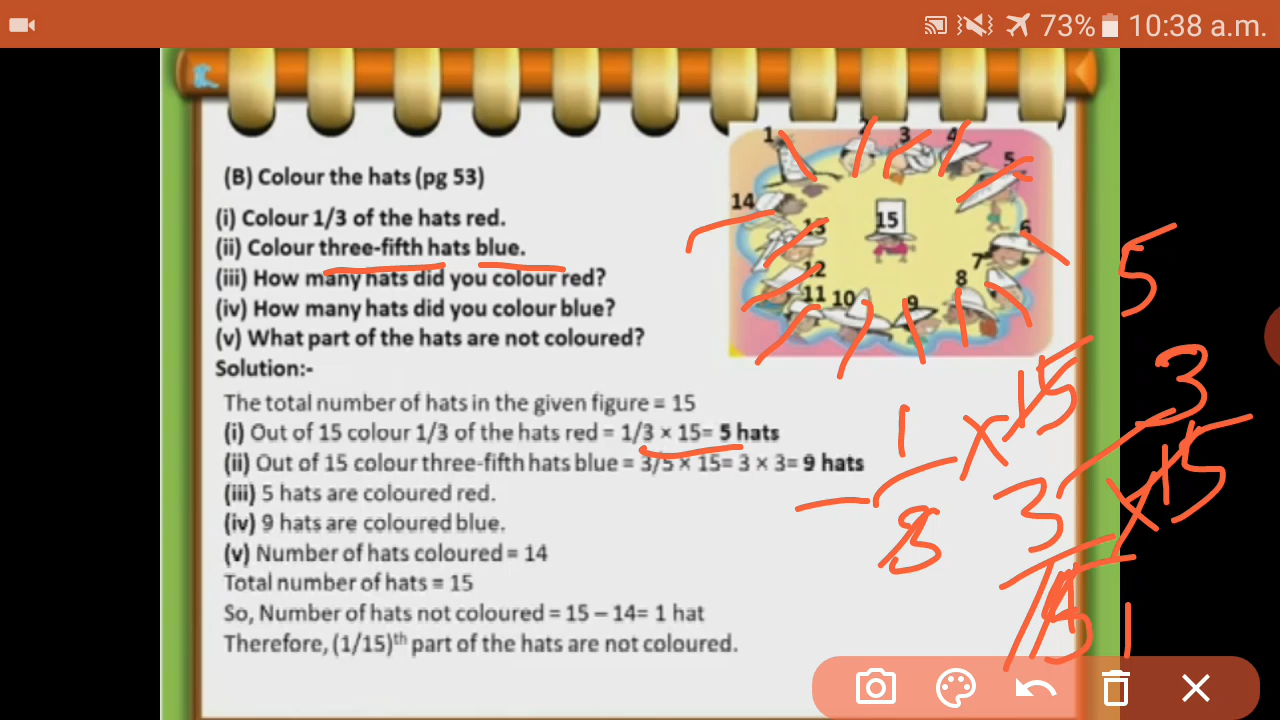 73% 10:38 a.m.
(B) Colour the hats (pg 53)
(i) Colour 1/3 of the hats red.
(ii) Colour three-fifth hats blue.
(iii) How many hats did you colour red?
(iv) How many hats did you colour blue?
(v) What part of the hats are not coloured?
Solution:-
The total number of hats in the given figure = 15
(i) Out of 15 colour 1/3 of the hats red = 1/3 × 15= 5 hats
(ii) Out of 15 colour three-fifth hats blue = 3/5 × 15= 3 × 3= 9 hats
(iii) 5 hats are coloured red.
(iv) 9 hats are coloured blue.
(v) Number of hats coloured = 14
Total number of hats = 15
So, Number of hats not coloured = 15 – 14= 1 hat
Therefore, (1/15)th part of the hats are not coloured.
1 2 3 4 5
14 15 13 6
12 7 8
11 10 9
5
1 × 15 3
3 3 × 15
5 1